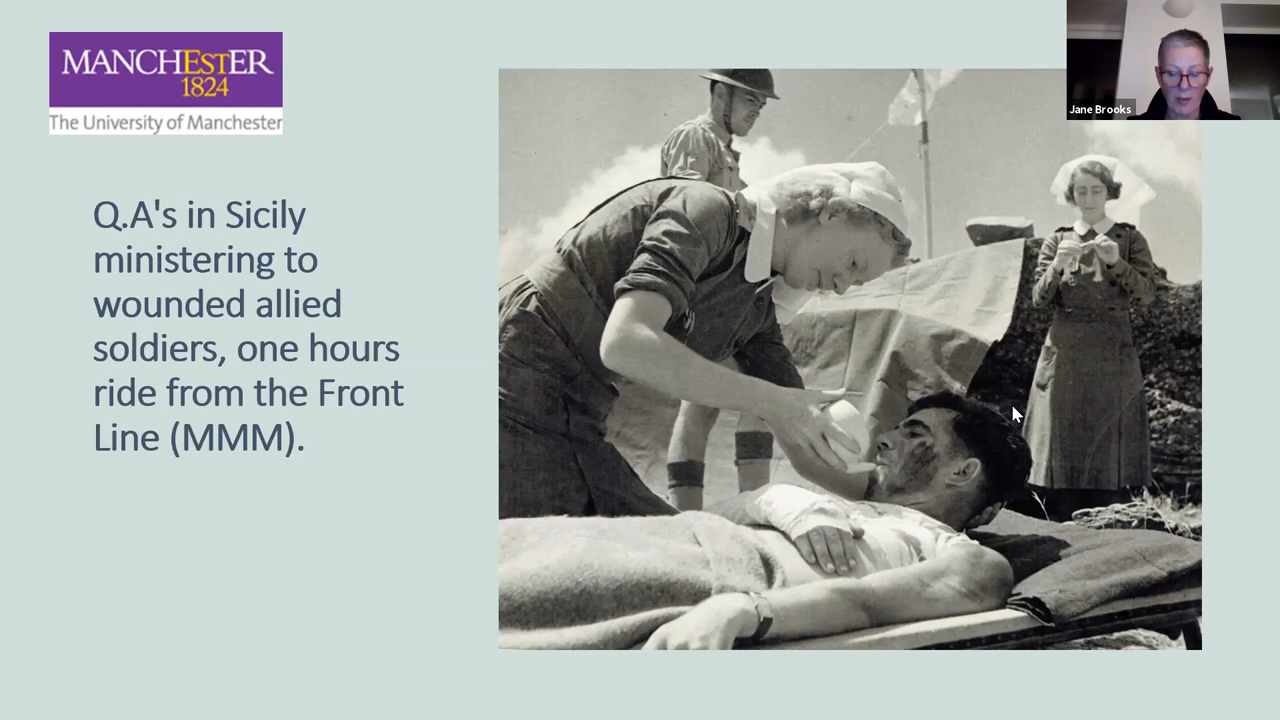 MANCHEsTER
1824
The University of Manchester
Jane Brooks
Q.A's in Sicily
ministering to
wounded allied
soldiers, one hours
ride from the Front
Line (MMM).